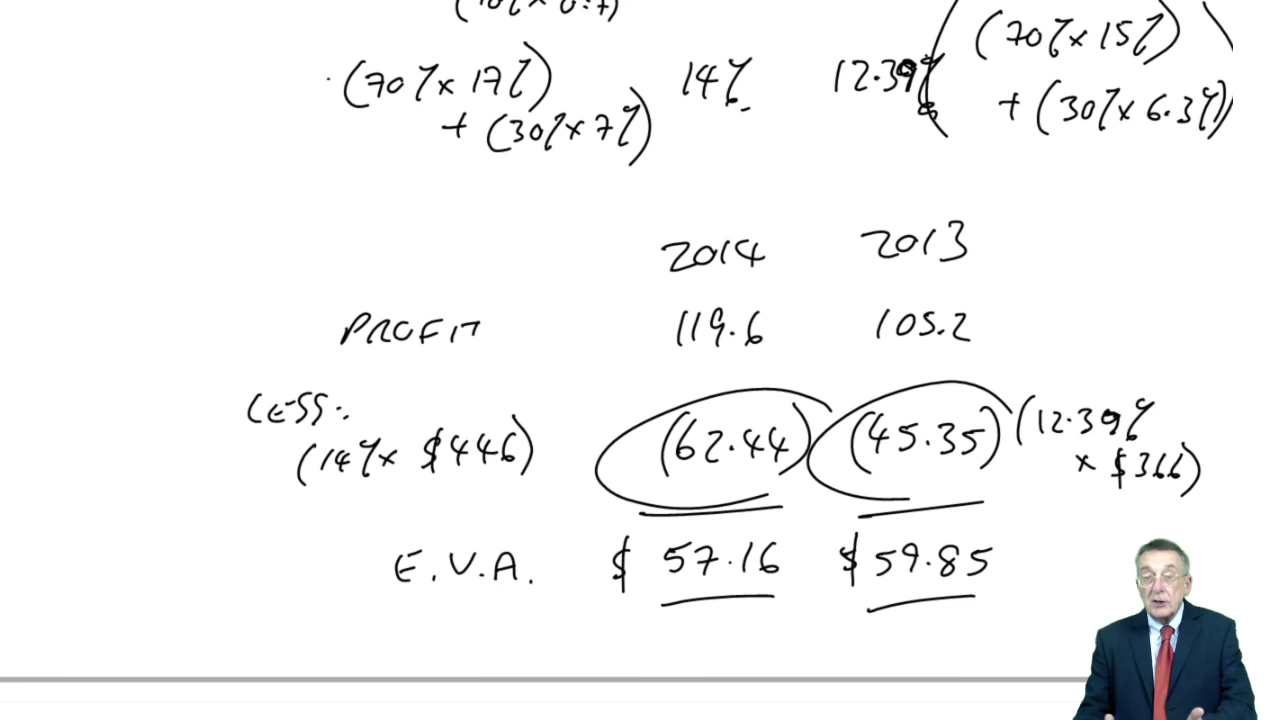 (70% x 15%)
(70% x 17%) 14% 12.39%
+ (30% x 7%) + (30% x 6.3%)
2014 2013
PROFIT 119.6 105.2
LESS:
(14% x $446) (62.44) (45.35) (12.39%
x $366)
E.V.A. $ 57.16 $ 59.85